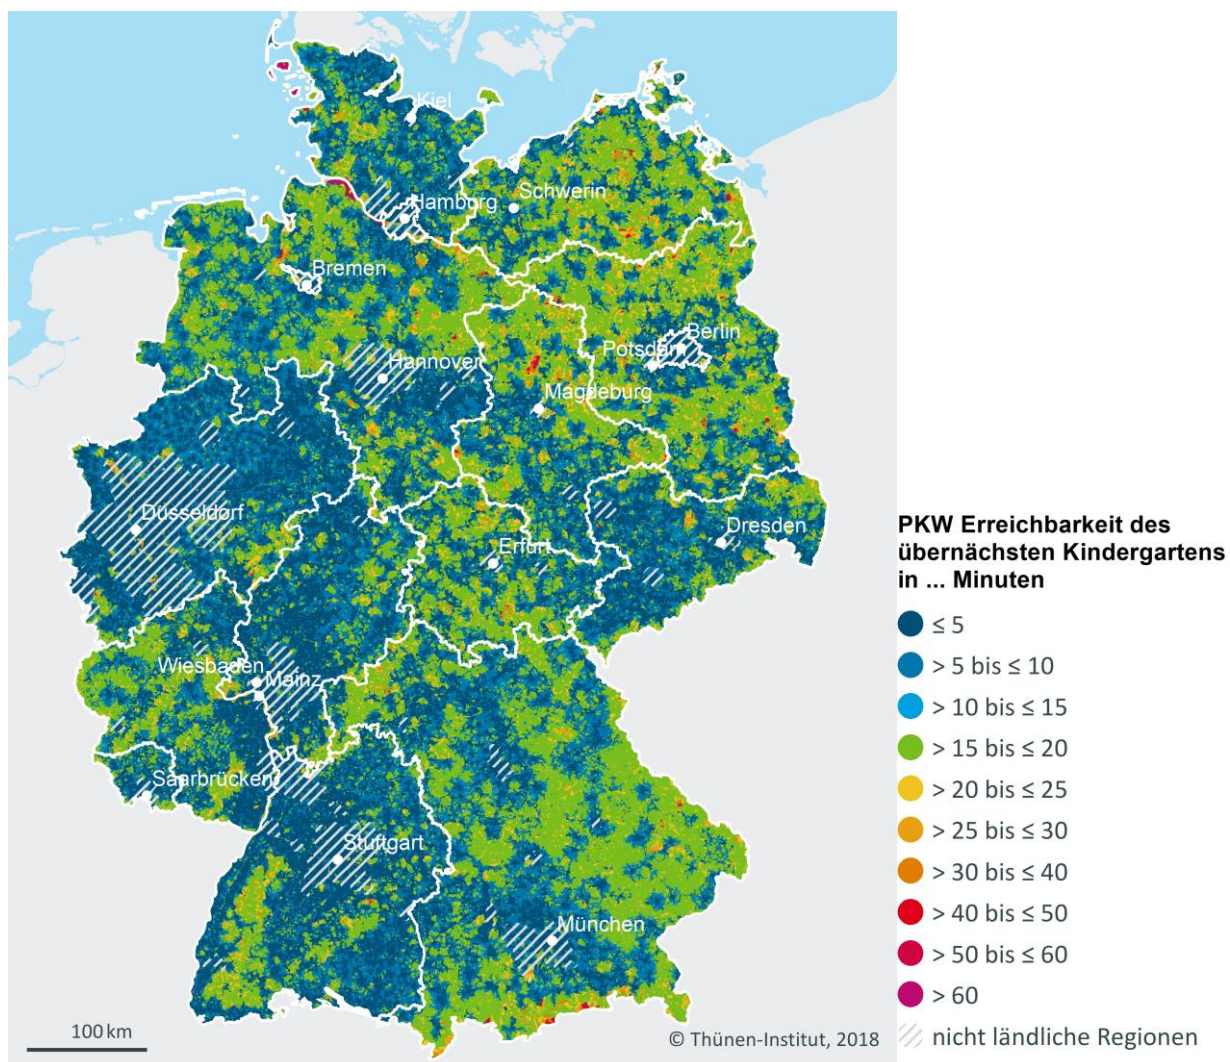 Kiel
Schwerin
Hamburg
Bremen
Berlin
Potsdam
Hannover
Magdeburg
Düsseldorf
Dresden
Erfurt
Wiesbaden
Mainz
Saarbrücken
Stuttgart
München
100 km
© Thünen-Institut, 2018
PKW Erreichbarkeit des
übernächsten Kindergartens
in ... Minuten
≤ 5
> 5 bis ≤ 10
> 10 bis ≤ 15
> 15 bis ≤ 20
> 20 bis ≤ 25
> 25 bis ≤ 30
> 30 bis ≤ 40
> 40 bis ≤ 50
> 50 bis ≤ 60
> 60
nicht ländliche Regionen